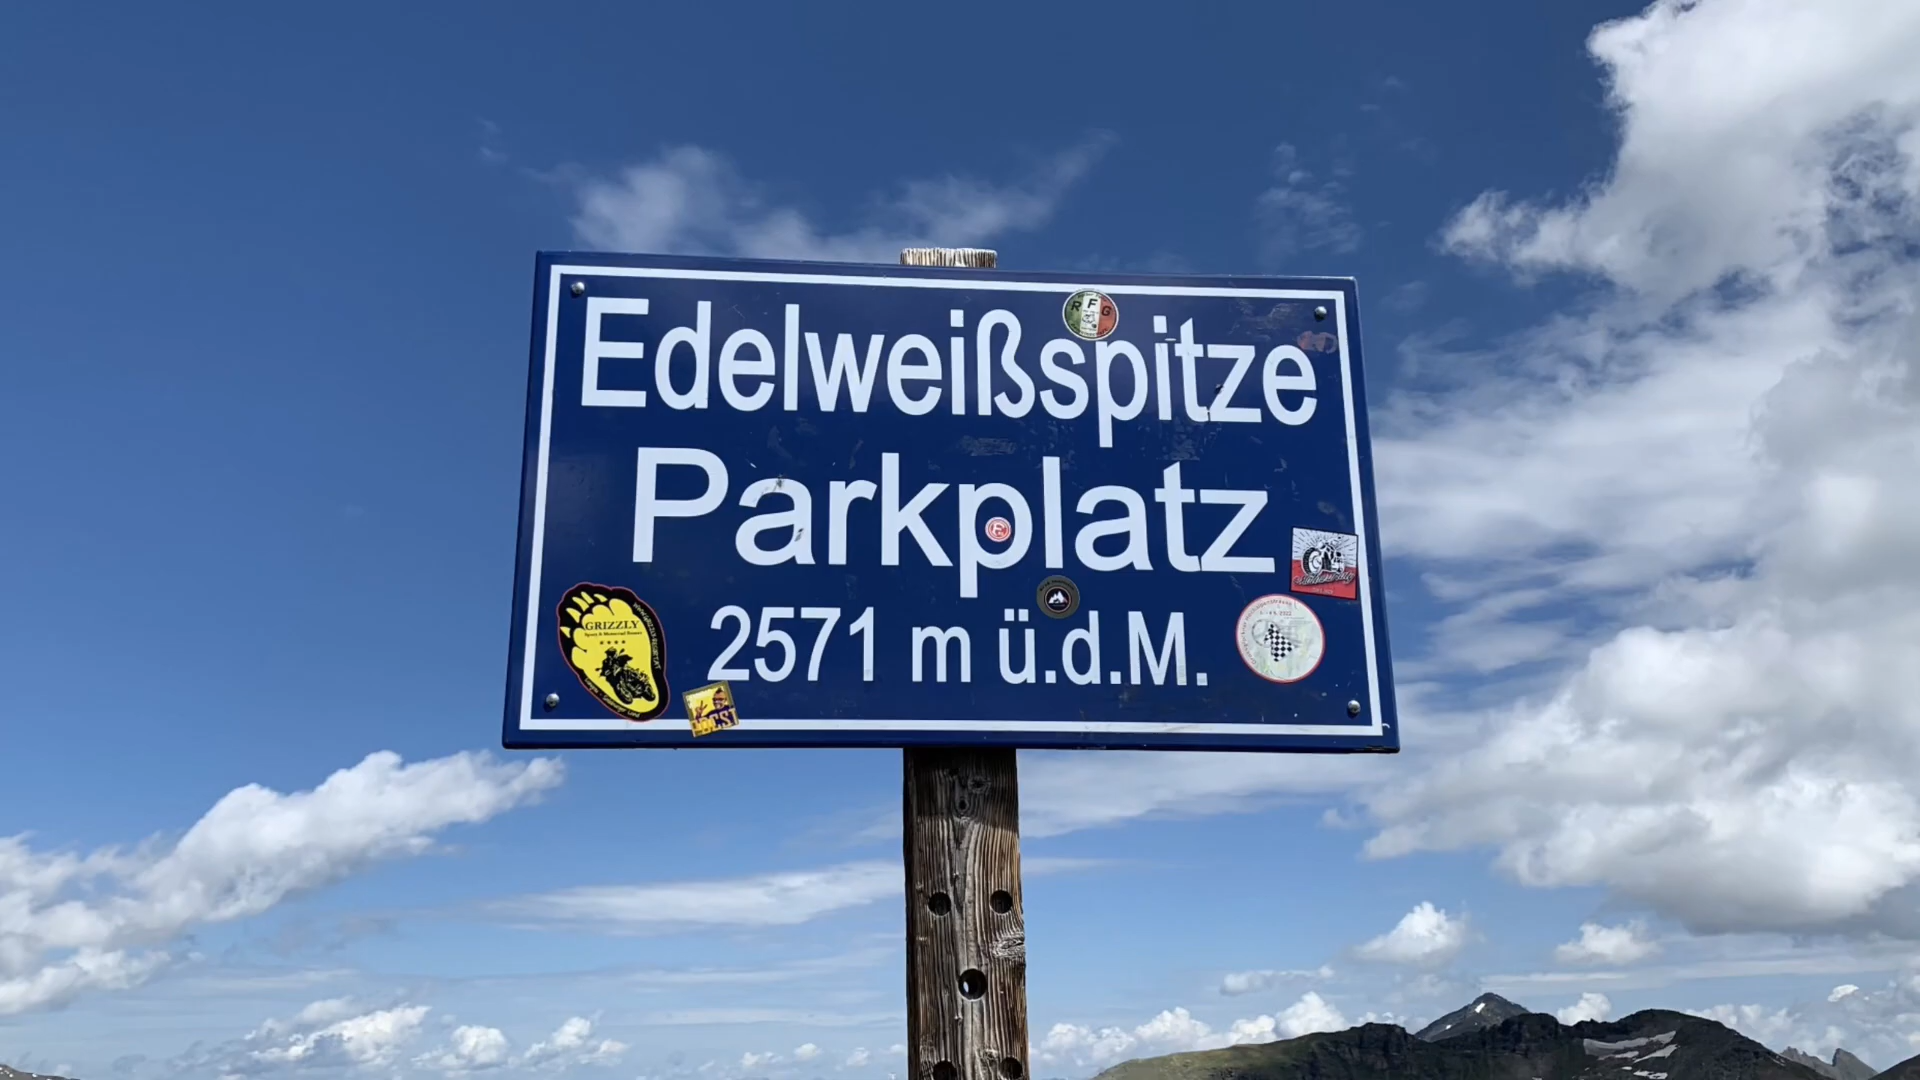 Edelweißspitze
Parkplatz
2571 m ü.d.M.
R F G
GRIZZLY